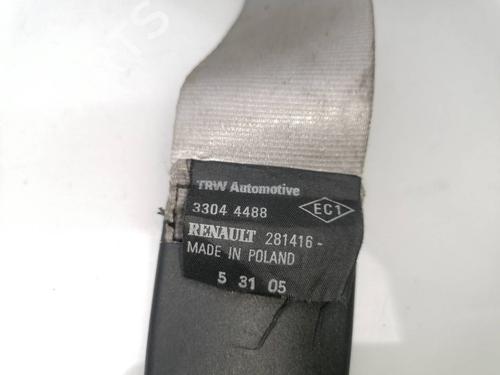 TRW Automotive
3304 4488 EC1
RENAULT 281416 -
MADE IN POLAND
5 31 05